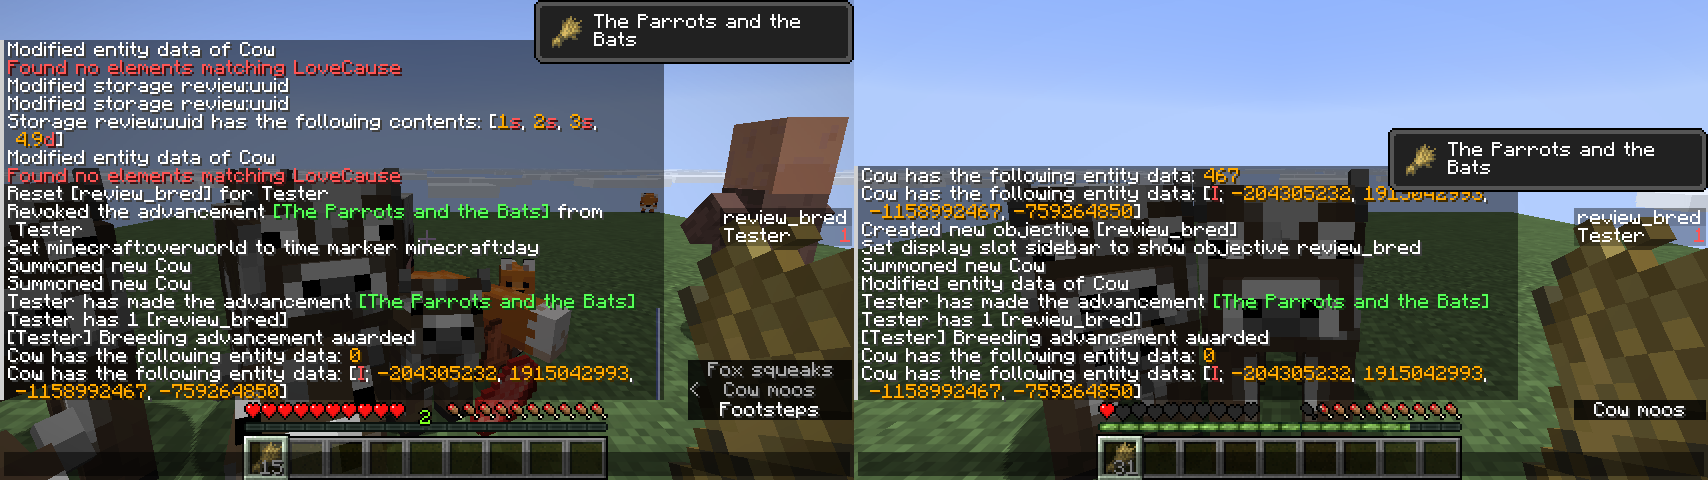 The Parrots and the
Bats
Modified entity data of Cow
Found no elements matching LoveCause
Modified storage review:uuid
Modified storage review:uuid
Storage review:uuid has the following contents: [1s, 2s, 3s,
4.9d]
Modified entity data of Cow
Found no elements matching LoveCause
Reset [review_bred] for Tester
Revoked the advancement [The Parrots and the Bats] from
Tester
Set minecraft:overworld to time marker minecraft:day
Summoned new Cow
Summoned new Cow
Tester has made the advancement [The Parrots and the Bats]
Tester has 1 [review_bred]
[Tester] Breeding advancement awarded
Cow has the following entity data: 0
Cow has the following entity data: [I; -204305232, 1915042993,
-1158992467, -759264850]
review_bred
Tester 1
Fox squeaks
< Cow moos
Footsteps
2
15
The Parrots and the
Bats
Cow has the following entity data: 467
Cow has the following entity data: [I; -204305232, 1915042993,
-1158992467, -759264850]
Created new objective [review_bred]
Set display slot sidebar to show objective review_bred
Summoned new Cow
Modified entity data of Cow
Tester has made the advancement [The Parrots and the Bats]
Tester has 1 [review_bred]
[Tester] Breeding advancement awarded
Cow has the following entity data: 0
Cow has the following entity data: [I; -204305232, 1915042993,
-1158992467, -759264850]
review_bred
Tester 1
Cow moos
31